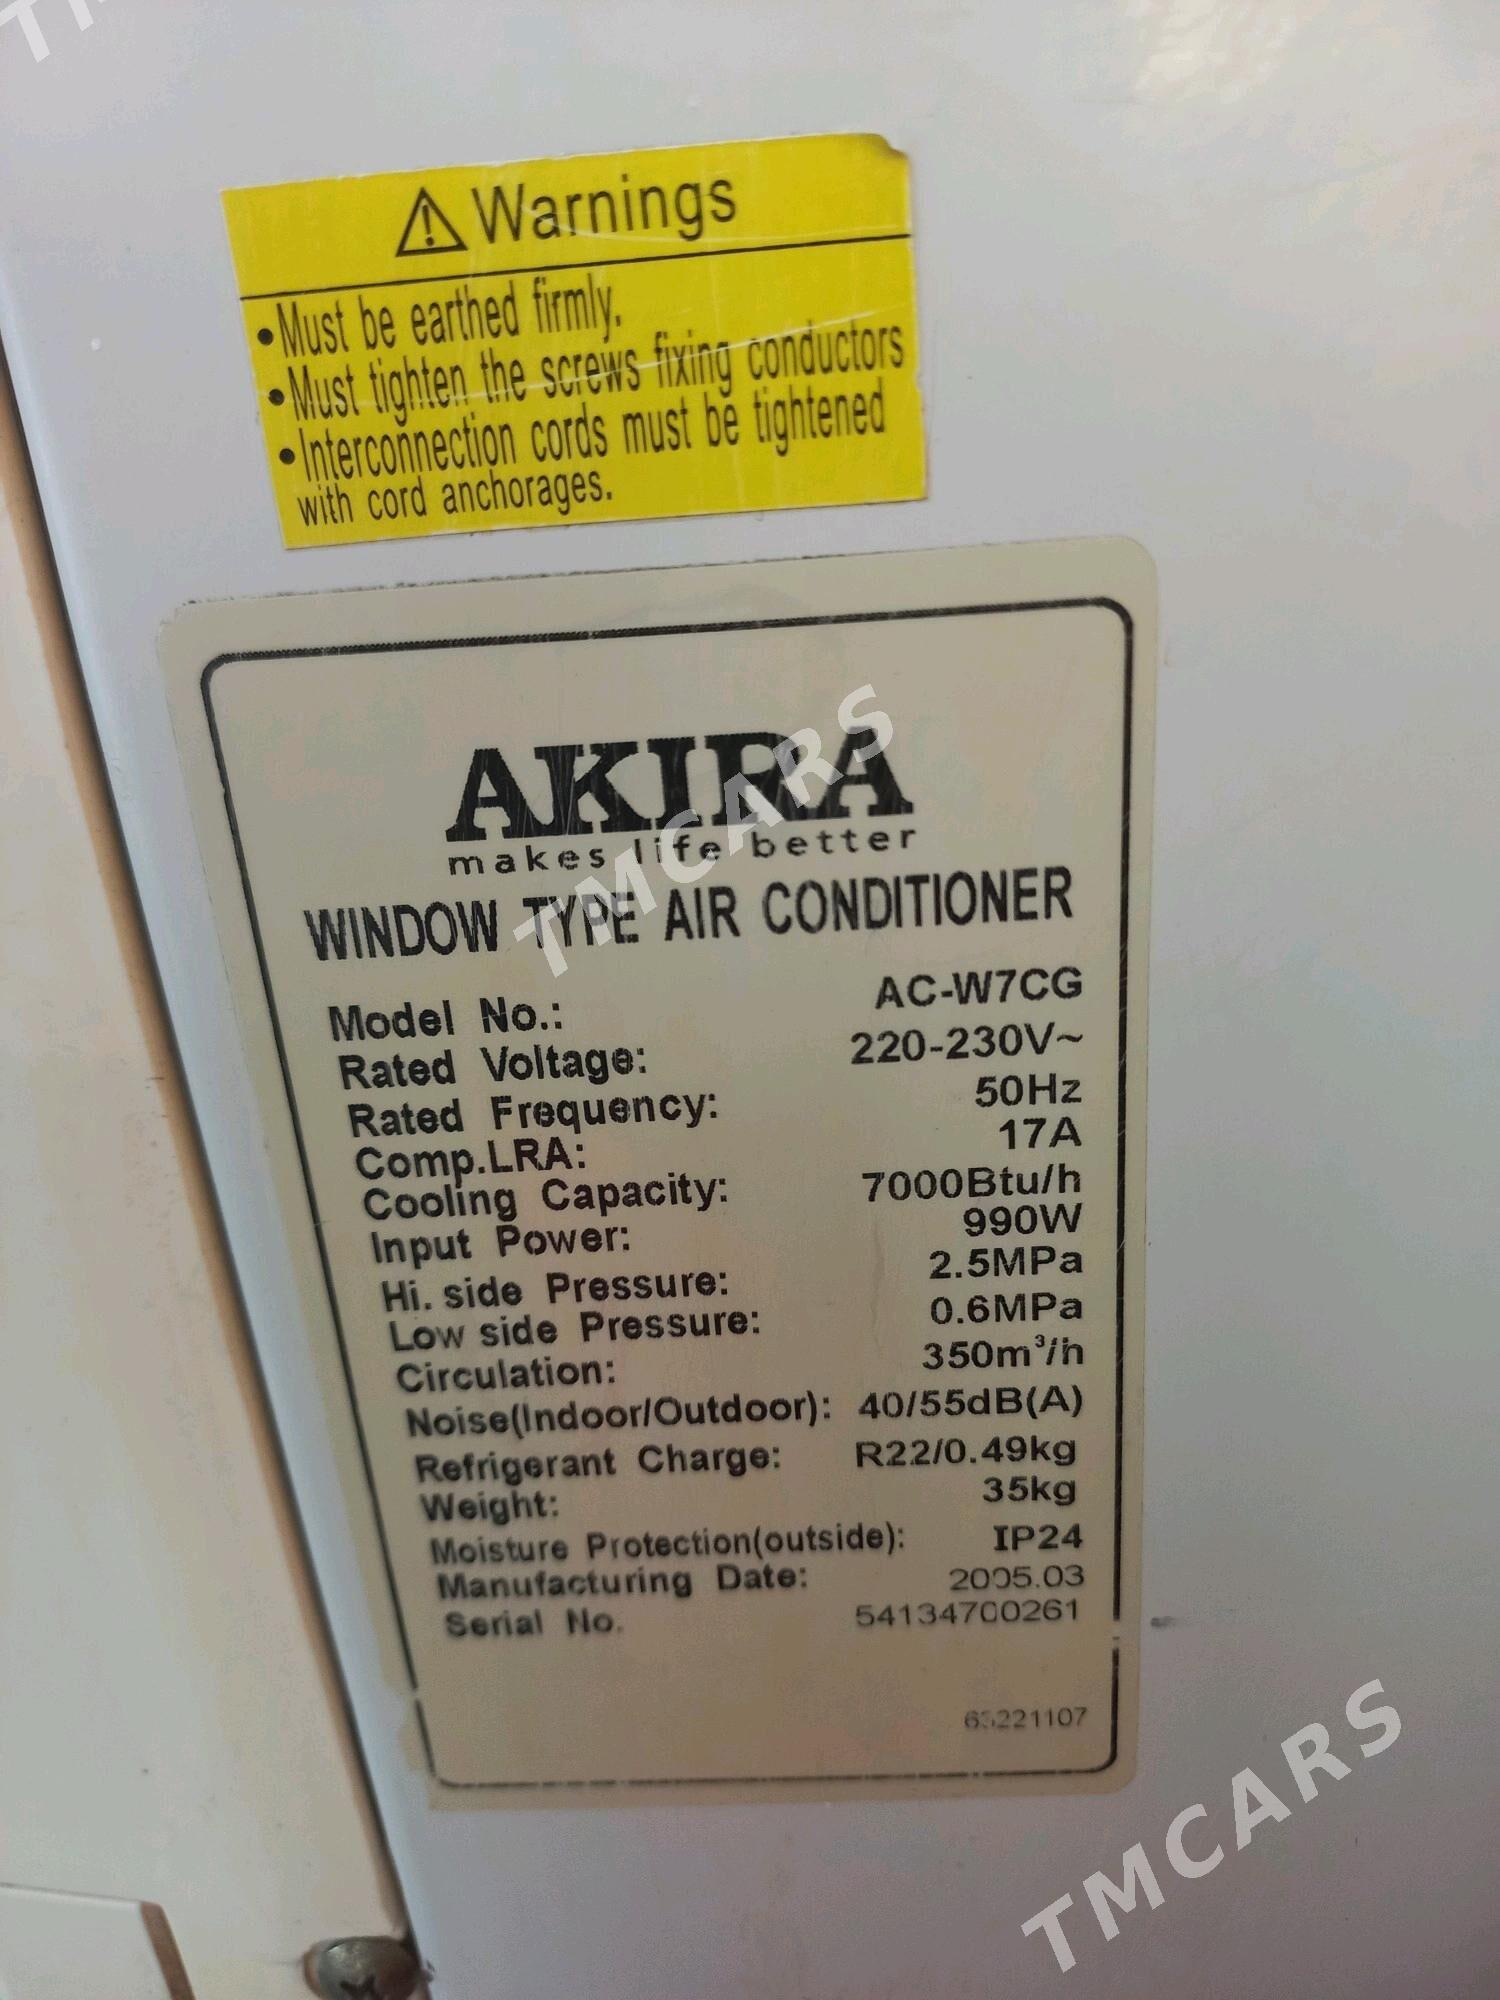 Warnings
•Must be earthed firmly.
•Must tighten the screws fixing conductors
•Interconnection cords must be tightened
with cord anchorages.
AKIRA
makes life better
WINDOW TYPE AIR CONDITIONER
Model No.: AC-W7CG
Rated Voltage: 220-230V~
Rated Frequency: 50Hz
Comp.LRA: 17A
Cooling Capacity: 7000Btu/h
Input Power: 990W
Hi. side Pressure: 2.5MPa
Low side Pressure: 0.6MPa
Circulation: 350m³/h
Noise(Indoor/Outdoor): 40/55dB(A)
Refrigerant Charge: R22/0.49kg
Weight: 35kg
Moisture Protection(outside): IP24
Manufacturing Date: 2005.03
Serial No. 54134700261
TMCARS
TMCARS